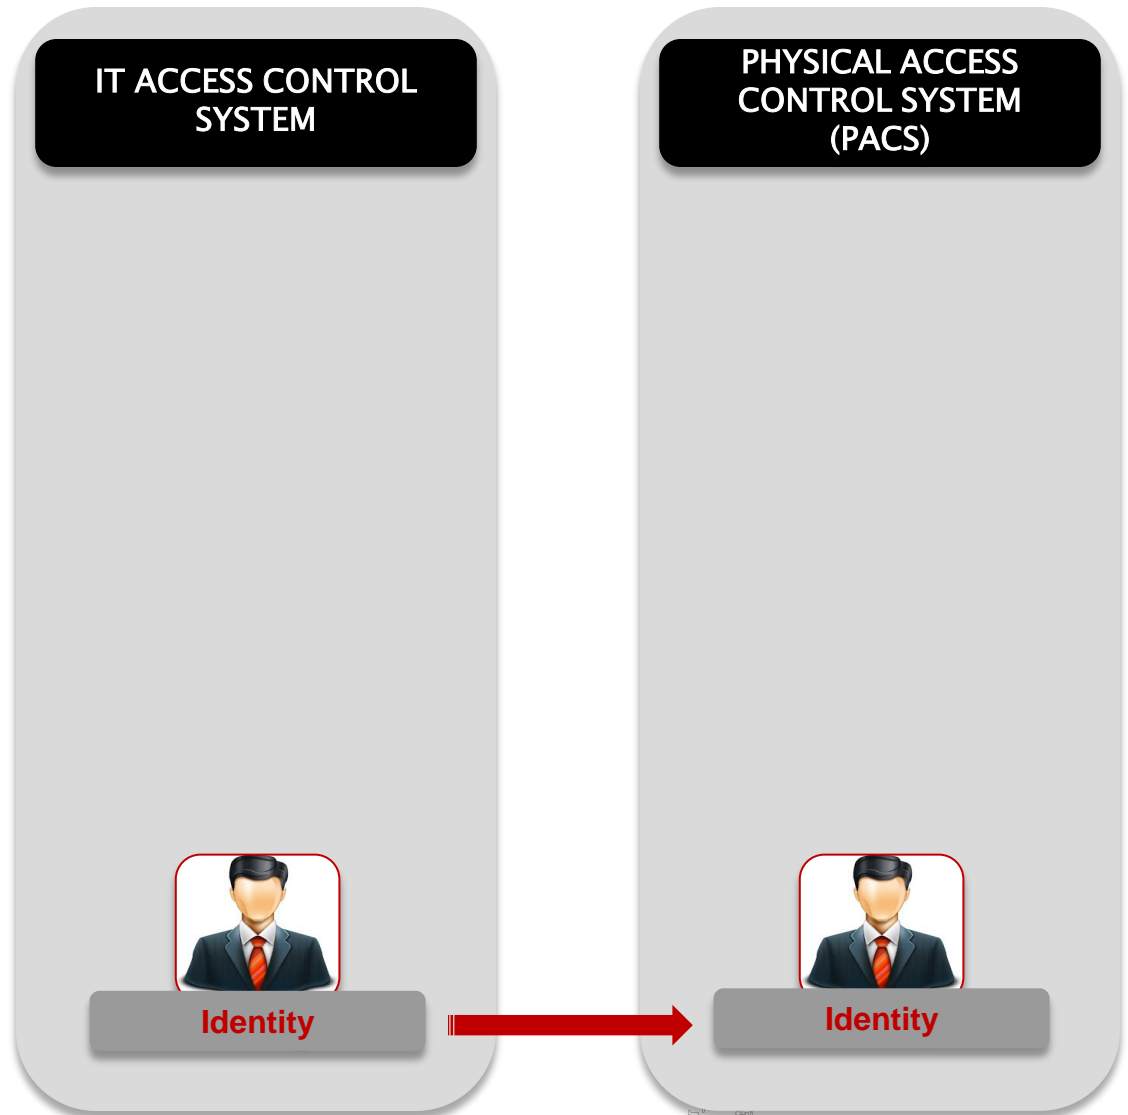 IT ACCESS CONTROL
SYSTEM
PHYSICAL ACCESS
CONTROL SYSTEM
(PACS)
Identity
Identity